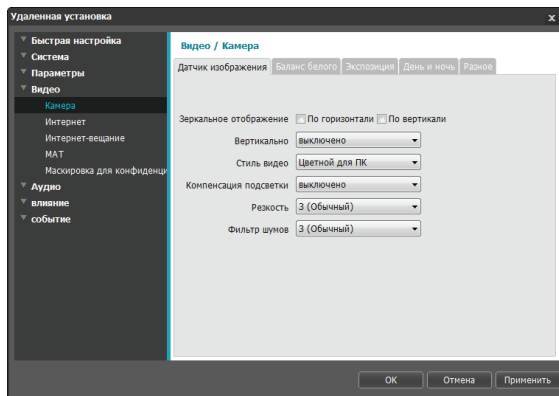 Удаленная установка x
Быстрая настройка
Система
Параметры
Видео
Камера
Интернет
Интернет-вещание
МАТ
Маскировка для конфиденци
Аудио
влияние
событие
Видео / Камера
Датчик изображения Баланс белого Экспозиция День и ночь Разное
Зеркальное отображение По горизонтали По вертикали
Вертикально выключено
Стиль видео Цветной для ПК
Компенсация подсветки выключено
Резкость 3 (Обычный)
Фильтр шумов 3 (Обычный)
OK Отмена Применить